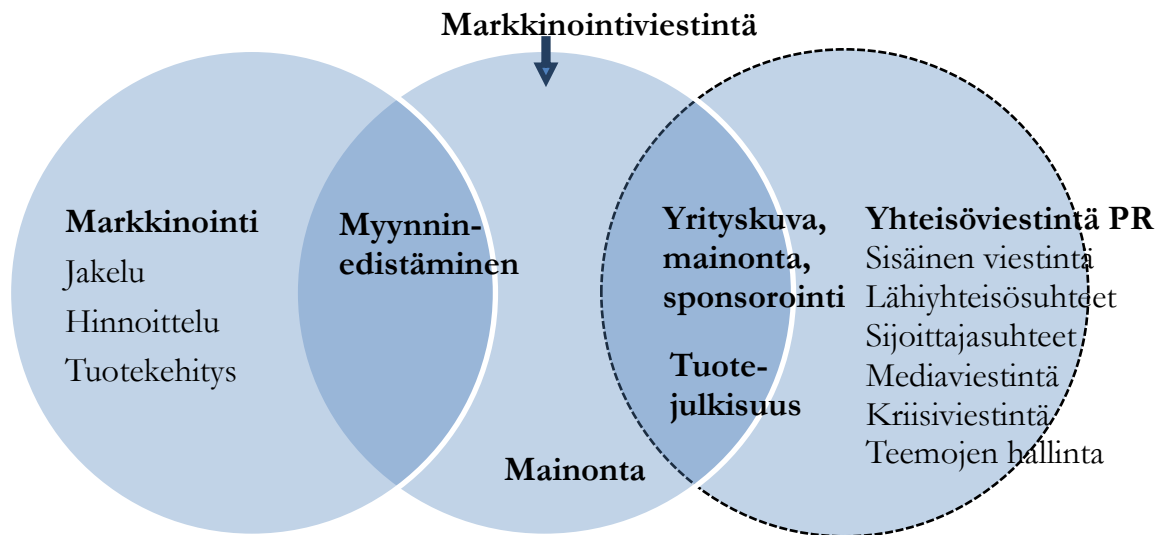 Markkinointiviestintä
Markkinointi
Jakelu
Hinnoittelu
Tuotekehitys
Myynnin-
edistäminen
Mainonta
Yrityskuva,
mainonta,
sponsorointi
Tuote-
julkisuus
Yhteisöviestintä PR
Sisäinen viestintä
Lähiyhteisösuhteet
Sijoittajasuhteet
Mediaviestintä
Kriisiviestintä
Teemojen hallinta